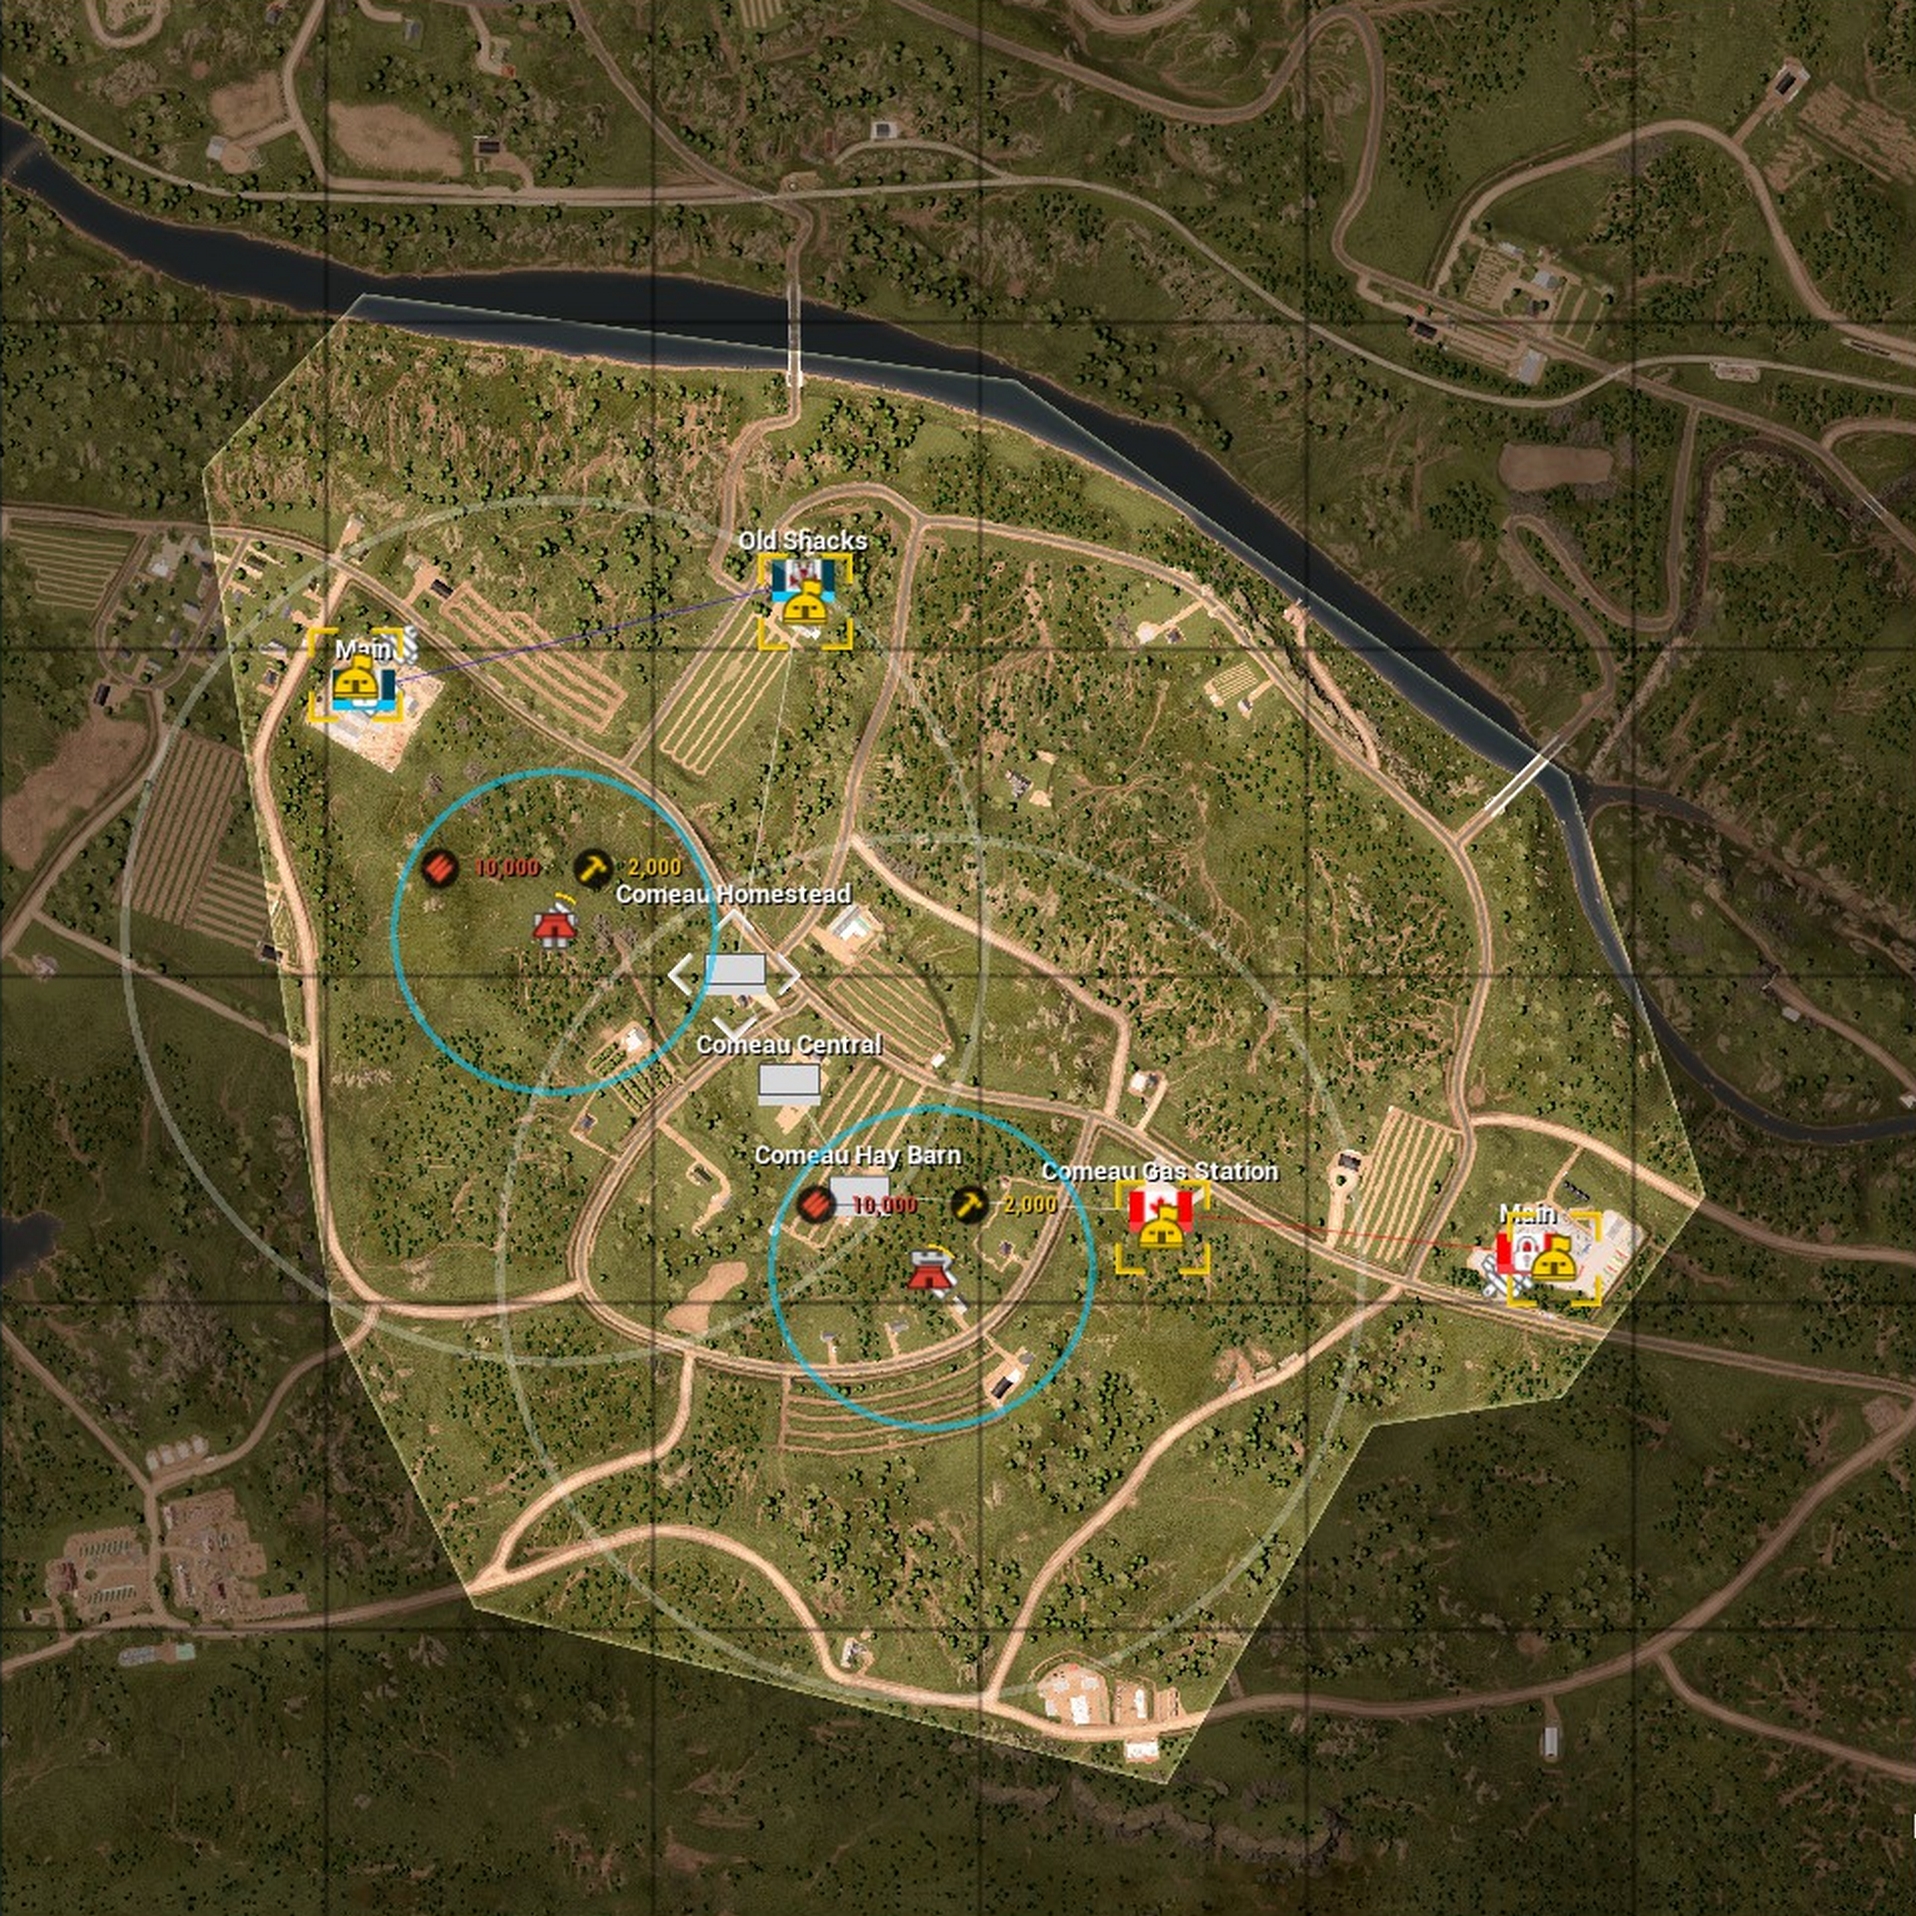 Old Shacks
Main
10,000
2,000
Comeau Homestead
Comeau Central
Comeau Hay Barn
Comeau Gas Station
10,000
2,000
Main